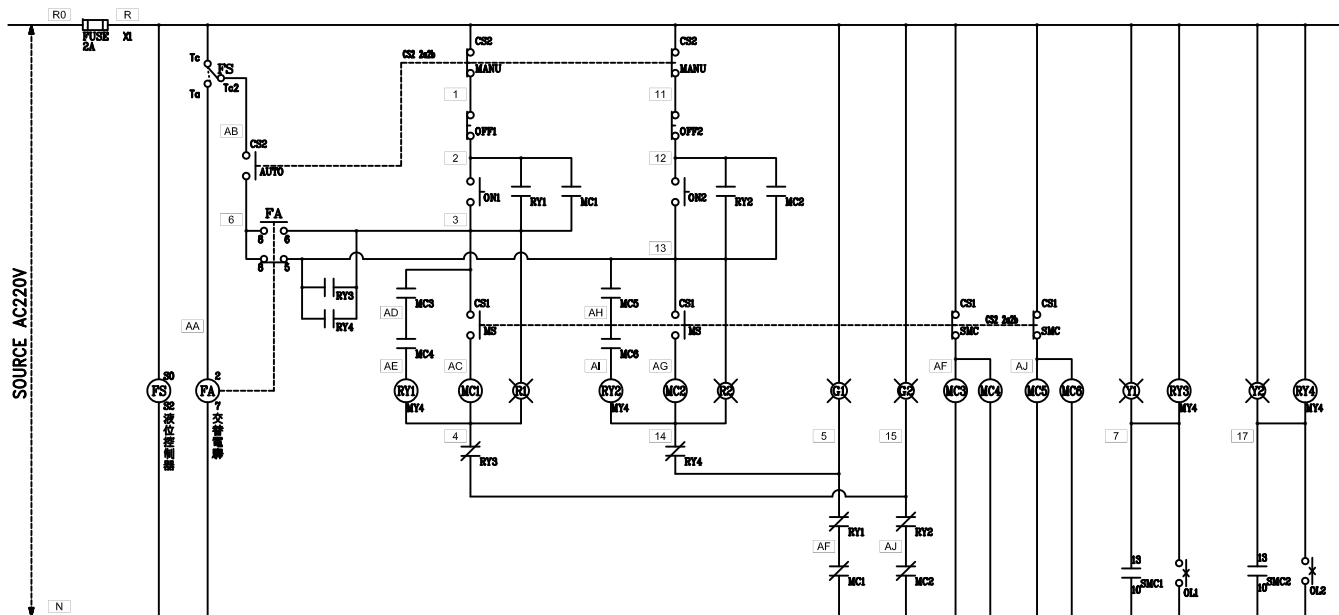 R0
R
FUSE
2A
X1
SOURCE AC220V
Tc
FS
Ta
Tc2
AB
CS2
AUTO
6
FA
8
6
8
5
RY3
RY4
AA
CS2 2a2b
CS2
MANU
1
OFF1
2
ON1
RY1
MC1
3
CS2
MANU
11
OFF2
12
ON2
RY2
MC2
13
MC3
AD
MC4
AE
CS1
MS
AC
MC5
AH
MC6
AI
CS1
MS
AG
CS1
SMC
AF
CS2 2a2b
CS1
SMC
AJ
S0
FS
S2
液位控制器
2
FA
7
交替電驛
RY1
MY4
MC1
R1
RY2
MY4
MC2
R2
G1
G2
MC3
MC4
MC5
MC6
Y1
RY3
MY4
Y2
RY4
MY4
4
RY3
14
RY4
5
15
7
17
RY1
AF
MC1
RY2
AJ
MC2
13
10
SMC1
OL1
13
10
SMC2
OL2
N